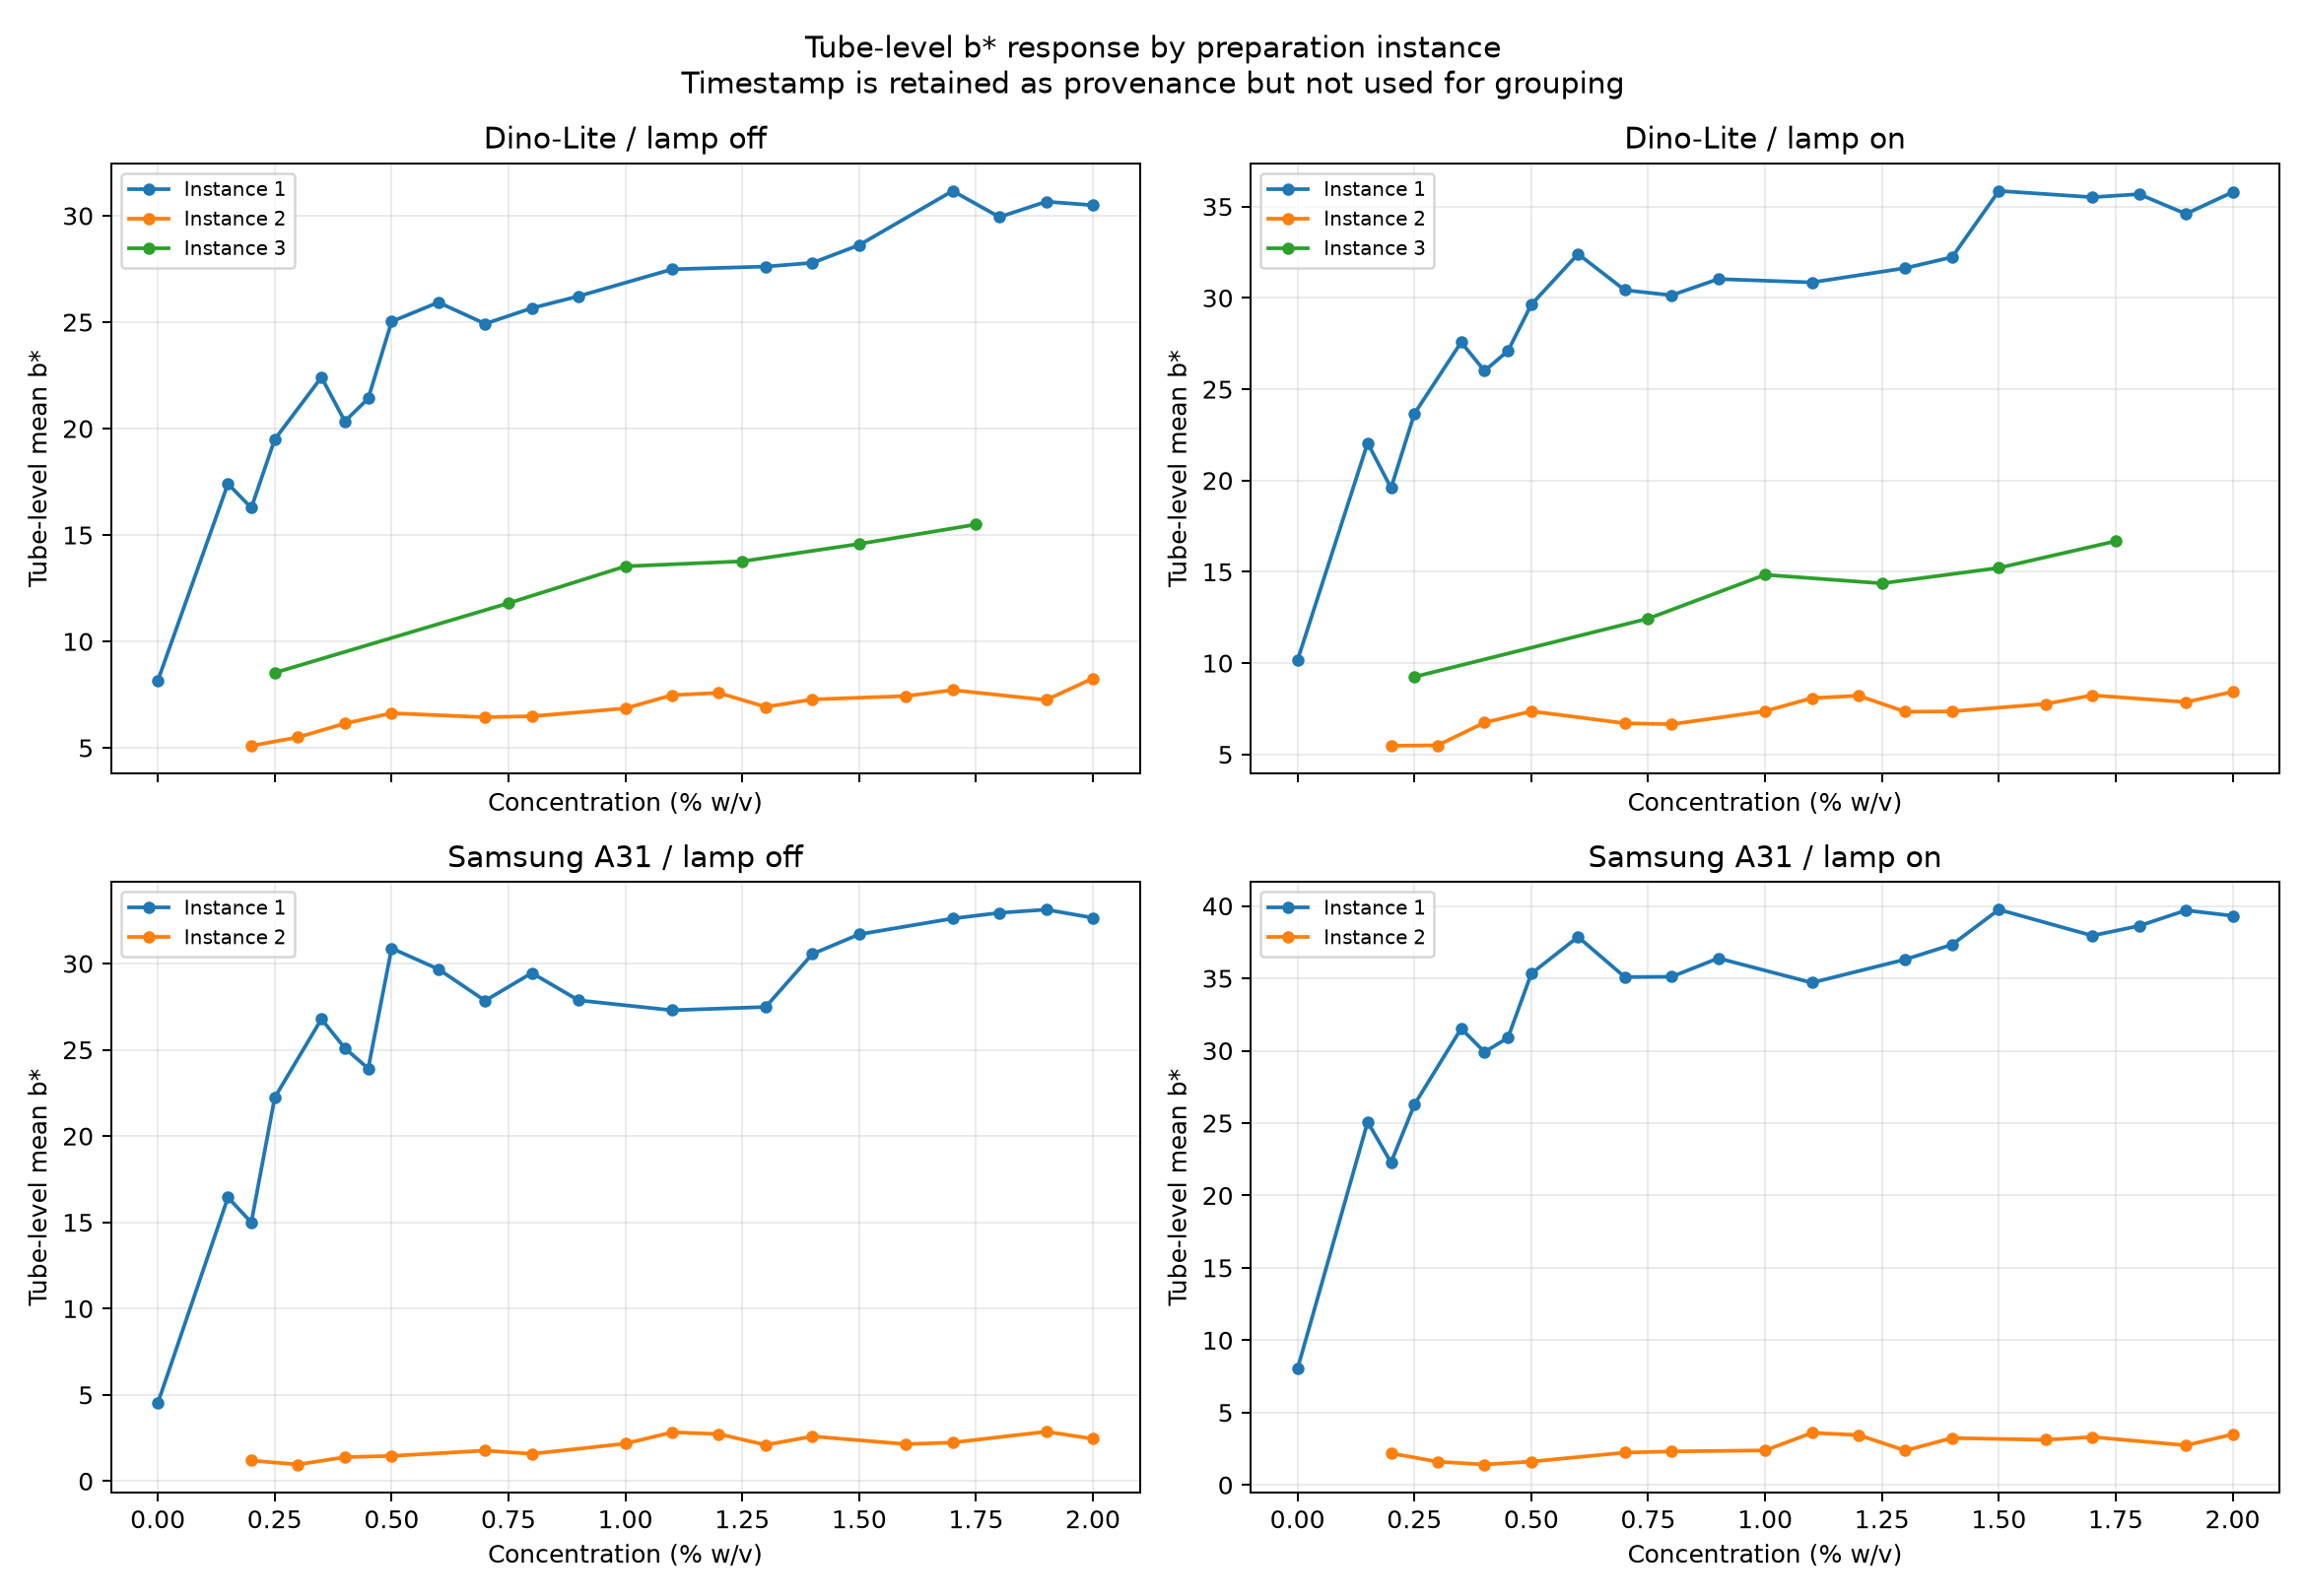 Tube-level b* response by preparation instance
Timestamp is retained as provenance but not used for grouping
Dino-Lite / lamp off
Instance 1
Instance 2
Instance 3
30
25
20
15
10
5
Tube-level mean b*
Concentration (% w/v)
Dino-Lite / lamp on
Instance 1
Instance 2
Instance 3
35
30
25
20
15
10
5
Tube-level mean b*
Concentration (% w/v)
Samsung A31 / lamp off
Instance 1
Instance 2
30
25
20
15
10
5
0
Tube-level mean b*
0.00 0.25 0.50 0.75 1.00 1.25 1.50 1.75 2.00
Concentration (% w/v)
Samsung A31 / lamp on
Instance 1
Instance 2
40
35
30
25
20
15
10
5
0
Tube-level mean b*
0.00 0.25 0.50 0.75 1.00 1.25 1.50 1.75 2.00
Concentration (% w/v)